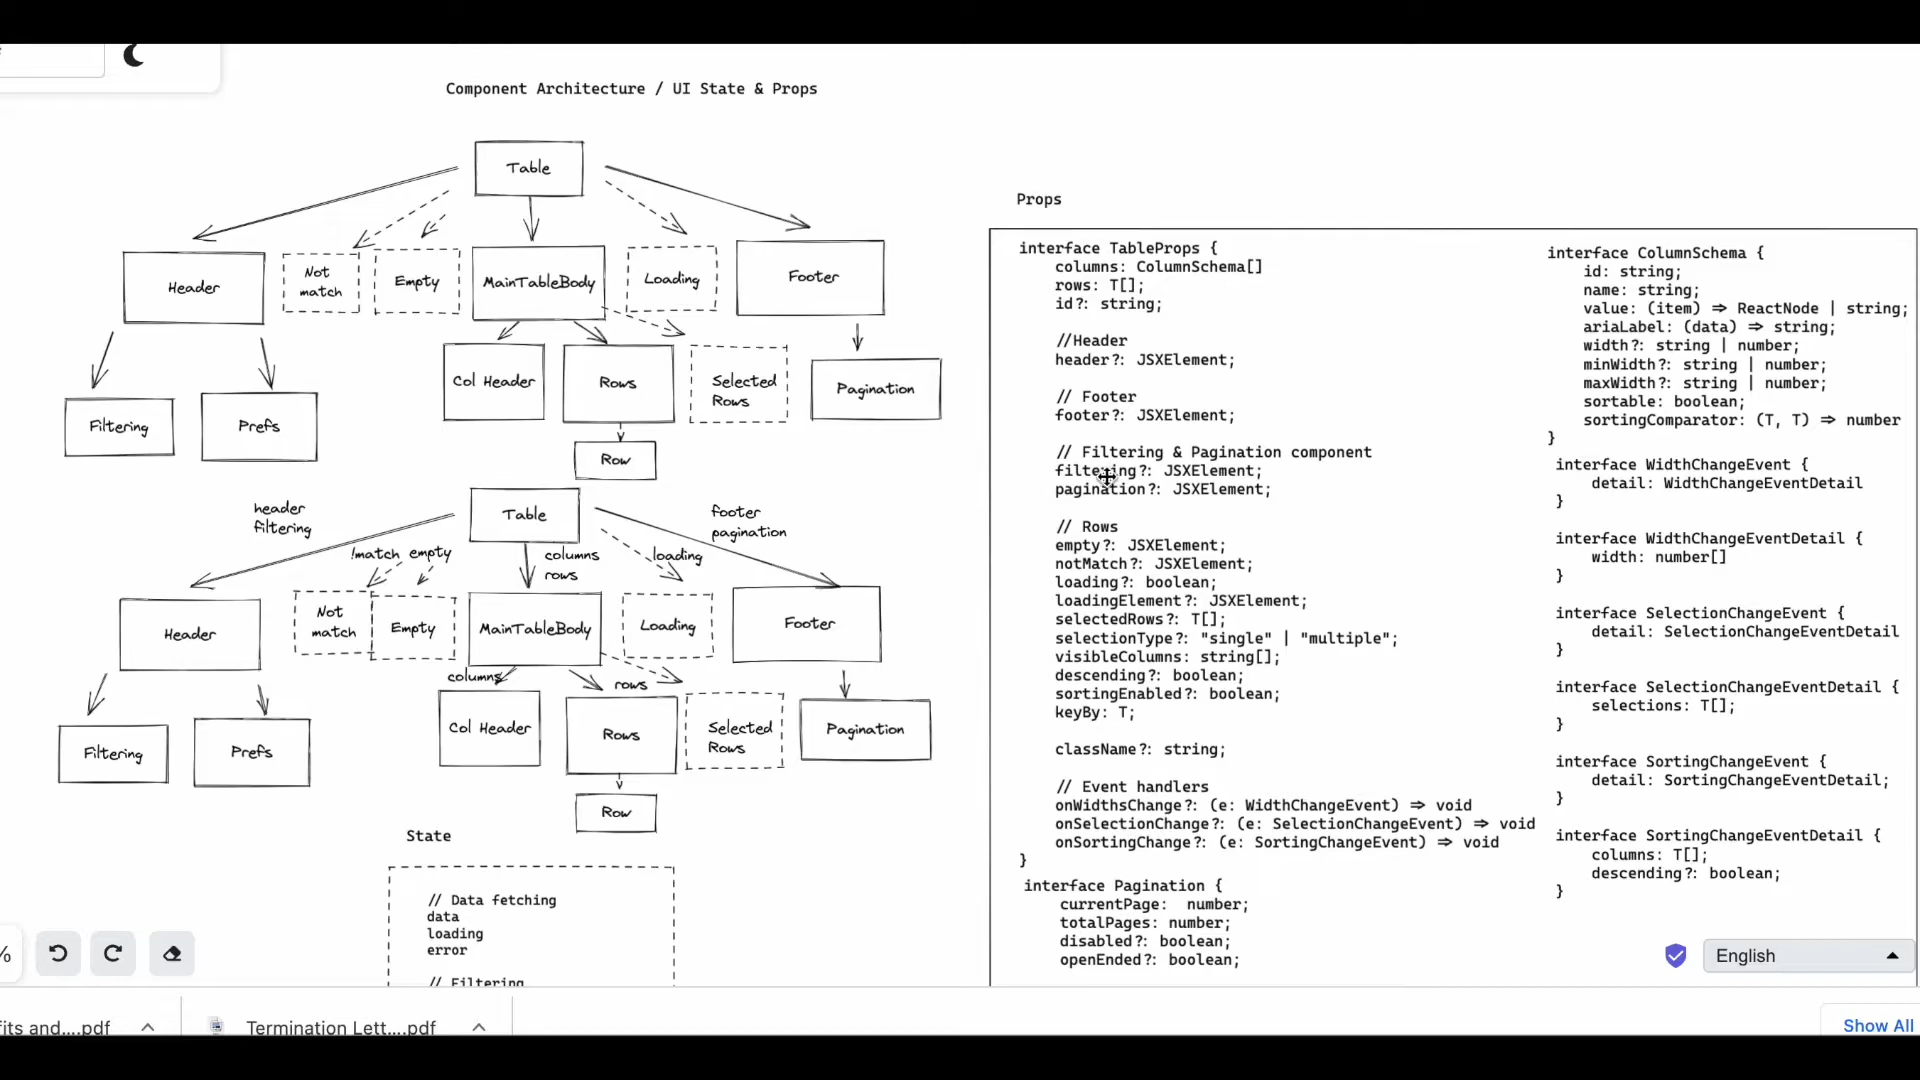 Component Architecture / UI State & Props
Table
Header
Not
match
Empty
MainTableBody
Loading
Footer
Filtering
Prefs
Col Header
Rows
Selected
Rows
Pagination
Row
header
filtering
Table
footer
pagination
!match empty
columns
rows
loading
Header
Not
match
Empty
MainTableBody
Loading
Footer
columns
rows
Filtering
Prefs
Col Header
Rows
Selected
Rows
Pagination
Row
State
// Data fetching
data
loading
error
// Filtering
Props
interface TableProps {
columns: ColumnSchema[]
rows: T[];
id?: string;
//Header
header?: JSXElement;
// Footer
footer?: JSXElement;
// Filtering & Pagination component
filtering?: JSXElement;
pagination?: JSXElement;
// Rows
empty?: JSXElement;
notMatch?: JSXElement;
loading?: boolean;
loadingElement?: JSXElement;
selectedRows?: T[];
selectionType?: "single" | "multiple";
visibleColumns: string[];
descending?: boolean;
sortingEnabled?: boolean;
keyBy: T;
className?: string;
// Event handlers
onWidthsChange?: (e: WidthChangeEvent) ⇒ void
onSelectionChange?: (e: SelectionChangeEvent) ⇒ void
onSortingChange?: (e: SortingChangeEvent) ⇒ void
}
interface Pagination {
currentPage: number;
totalPages: number;
disabled?: boolean;
openEnded?: boolean;
interface ColumnSchema {
id: string;
name: string;
value: (item) ⇒ ReactNode | string;
ariaLabel: (data) ⇒ string;
width?: string | number;
minWidth?: string | number;
maxWidth?: string | number;
sortable: boolean;
sortingComparator: (T, T) ⇒ number
}
interface WidthChangeEvent {
detail: WidthChangeEventDetail
}
interface WidthChangeEventDetail {
width: number[]
}
interface SelectionChangeEvent {
detail: SelectionChangeEventDetail
}
interface SelectionChangeEventDetail {
selections: T[];
}
interface SortingChangeEvent {
detail: SortingChangeEventDetail;
}
interface SortingChangeEventDetail {
columns: T[];
descending?: boolean;
}
%
English
fits and....pdf
Termination Lett....pdf
Show All